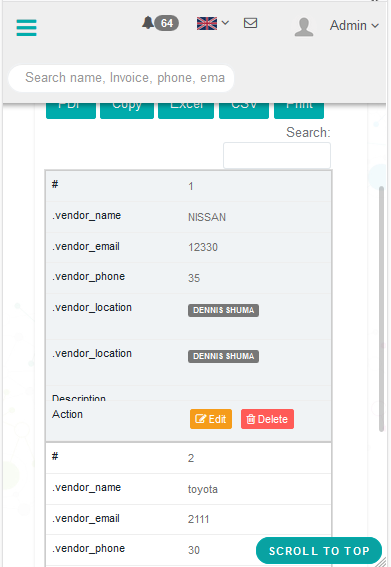 64
Admin
Search name, Invoice, phone, ema
PDF Copy Excel CSV Print
Search:
# 1
.vendor_name NISSAN
.vendor_email 12330
.vendor_phone 35
.vendor_location DENNIS SHUMA
.vendor_location DENNIS SHUMA
Description
Action Edit Delete
# 2
.vendor_name toyota
.vendor_email 2111
.vendor_phone 30
SCROLL TO TOP